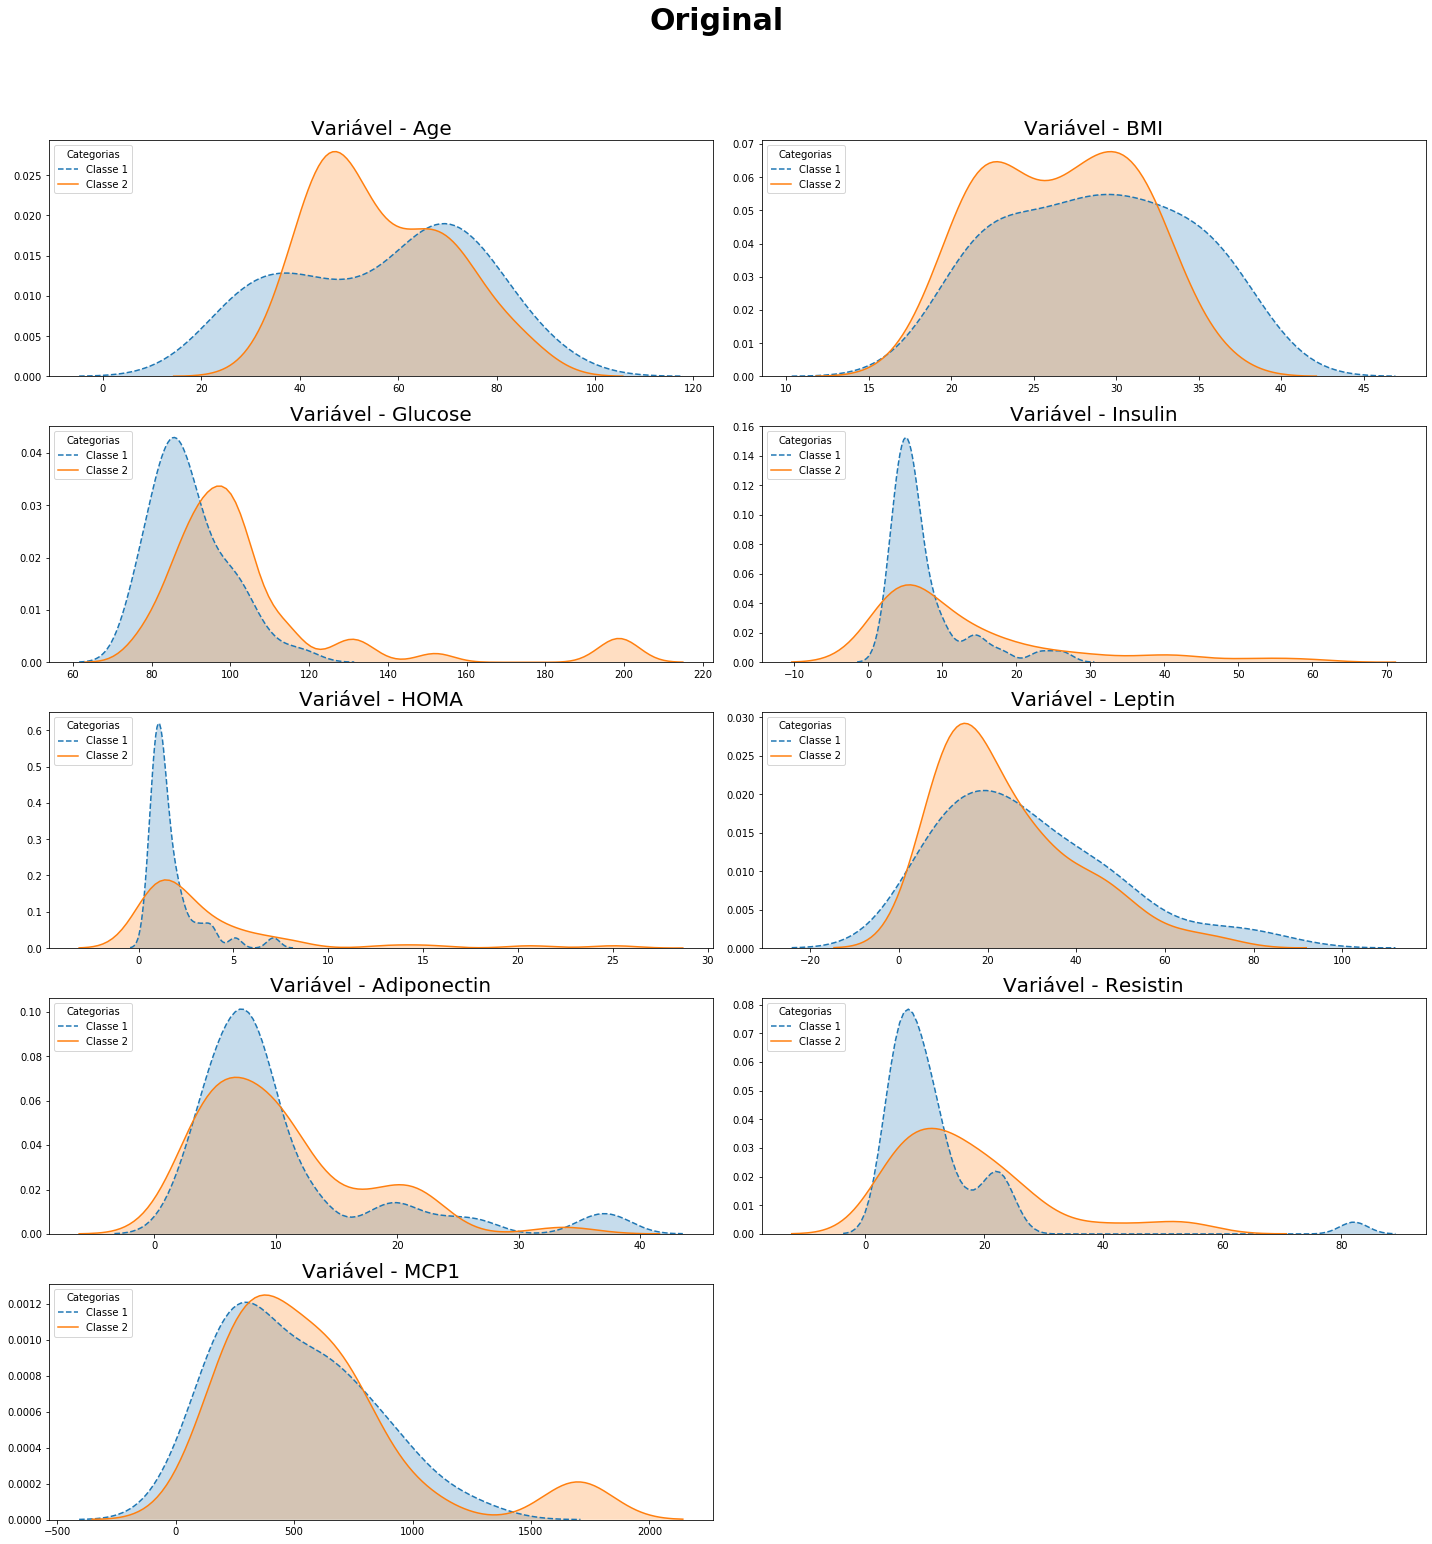 Original
Variável - Age
Categorias
Classe 1
Classe 2
0.025
0.020
0.015
0.010
0.005
0.000
0 20 40 60 80 100 120
Variável - BMI
Categorias
Classe 1
Classe 2
0.07
0.06
0.05
0.04
0.03
0.02
0.01
0.00
10 15 20 25 30 35 40 45
Variável - Glucose
Categorias
Classe 1
Classe 2
0.04
0.03
0.02
0.01
0.00
60 80 100 120 140 160 180 200 220
Variável - Insulin
Categorias
Classe 1
Classe 2
0.16
0.14
0.12
0.10
0.08
0.06
0.04
0.02
0.00
−10 0 10 20 30 40 50 60 70
Variável - HOMA
Categorias
Classe 1
Classe 2
0.6
0.5
0.4
0.3
0.2
0.1
0.0
0 5 10 15 20 25 30
Variável - Leptin
Categorias
Classe 1
Classe 2
0.030
0.025
0.020
0.015
0.010
0.005
0.000
−20 0 20 40 60 80 100
Variável - Adiponectin
Categorias
Classe 1
Classe 2
0.10
0.08
0.06
0.04
0.02
0.00
0 10 20 30 40
Variável - Resistin
Categorias
Classe 1
Classe 2
0.08
0.07
0.06
0.05
0.04
0.03
0.02
0.01
0.00
0 20 40 60 80
Variável - MCP1
Categorias
Classe 1
Classe 2
0.0012
0.0010
0.0008
0.0006
0.0004
0.0002
0.0000
−500 0 500 1000 1500 2000